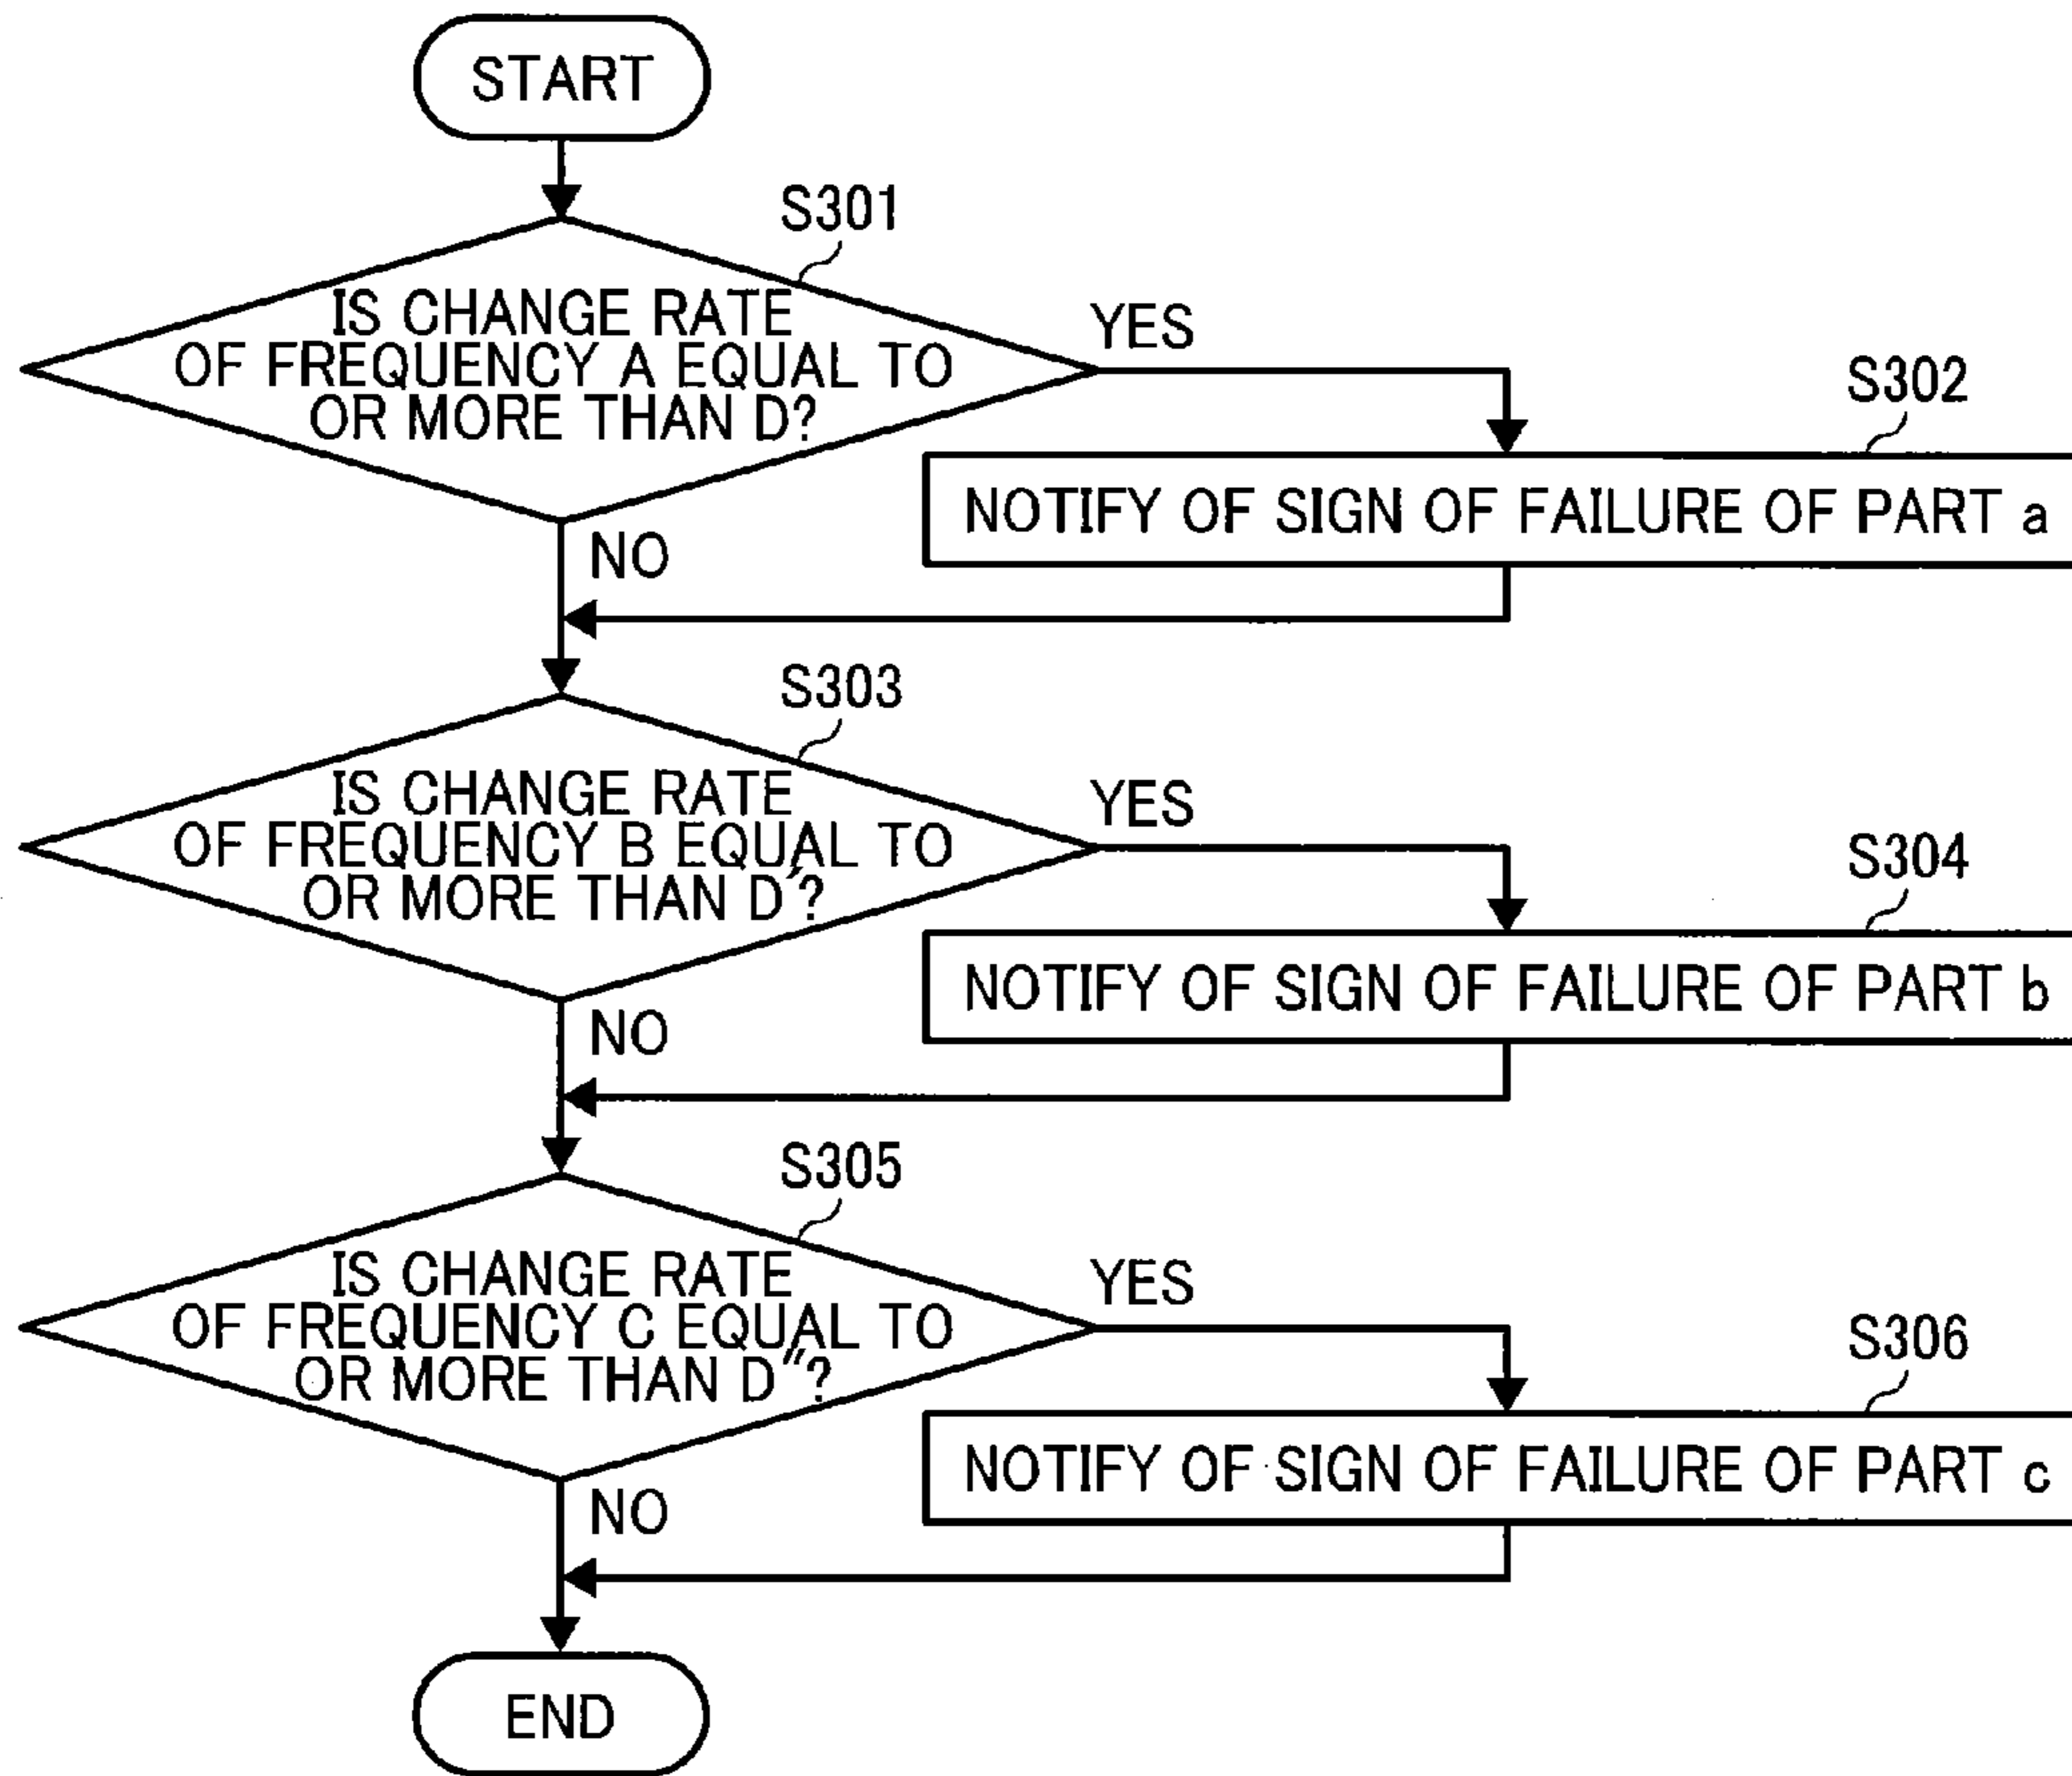 START
S301
IS CHANGE RATE
OF FREQUENCY A EQUAL TO
OR MORE THAN D?
YES
S302
NOTIFY OF SIGN OF FAILURE OF PART a
NO
S303
IS CHANGE RATE
OF FREQUENCY B EQUAL TO
OR MORE THAN D′?
YES
S304
NOTIFY OF SIGN OF FAILURE OF PART b
NO
S305
IS CHANGE RATE
OF FREQUENCY C EQUAL TO
OR MORE THAN D″?
YES
S306
NOTIFY OF SIGN OF FAILURE OF PART c
NO
END